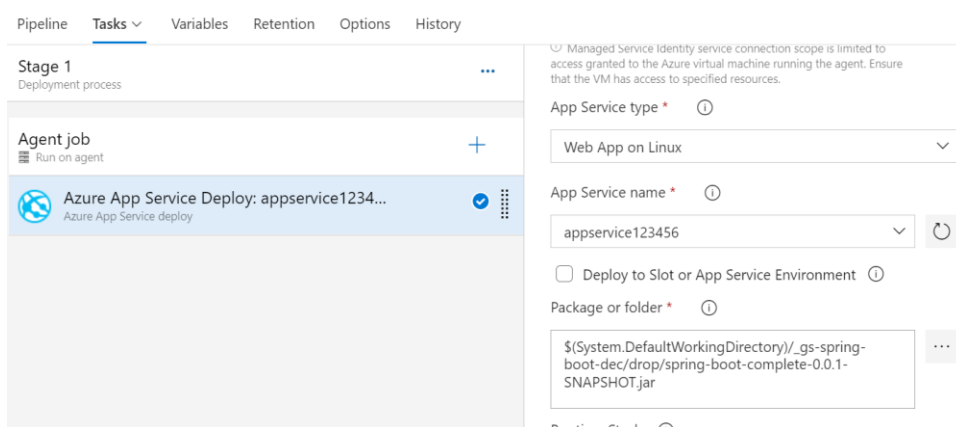 Pipeline Tasks Variables Retention Options History
Stage 1
Deployment process
Agent job
Run on agent
Azure App Service Deploy: appservice1234...
Azure App Service deploy
Managed Service Identity service connection scope is limited to
access granted to the Azure virtual machine running the agent. Ensure
that the VM has access to specified resources.
App Service type *
Web App on Linux
App Service name *
appservice123456
Deploy to Slot or App Service Environment
Package or folder *
$(System.DefaultWorkingDirectory)/_gs-spring-
boot-dec/drop/spring-boot-complete-0.0.1-
SNAPSHOT.jar